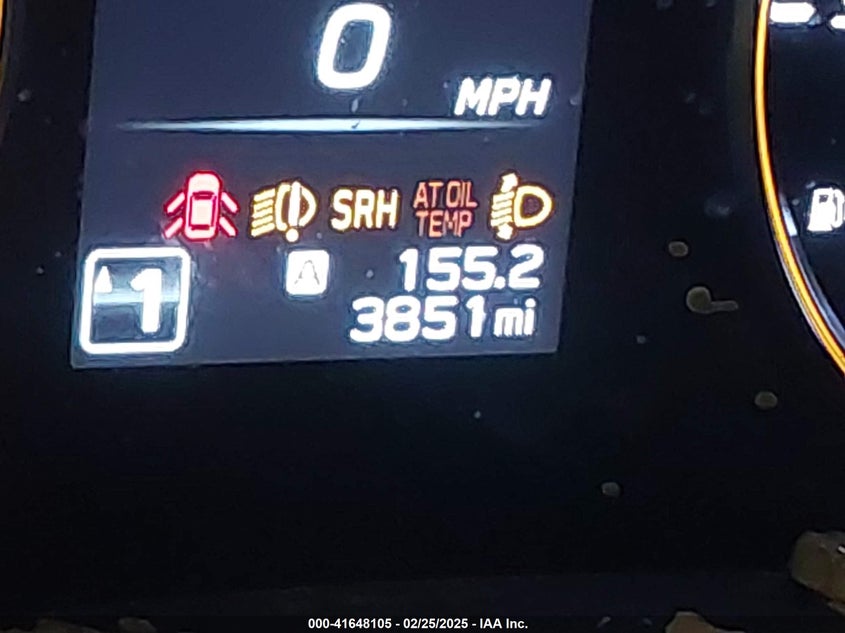 0
MPH
SRH AT OIL
TEMP
A 155.2
1 3851 mi
000-41648105 - 02/25/2025 - IAA Inc.